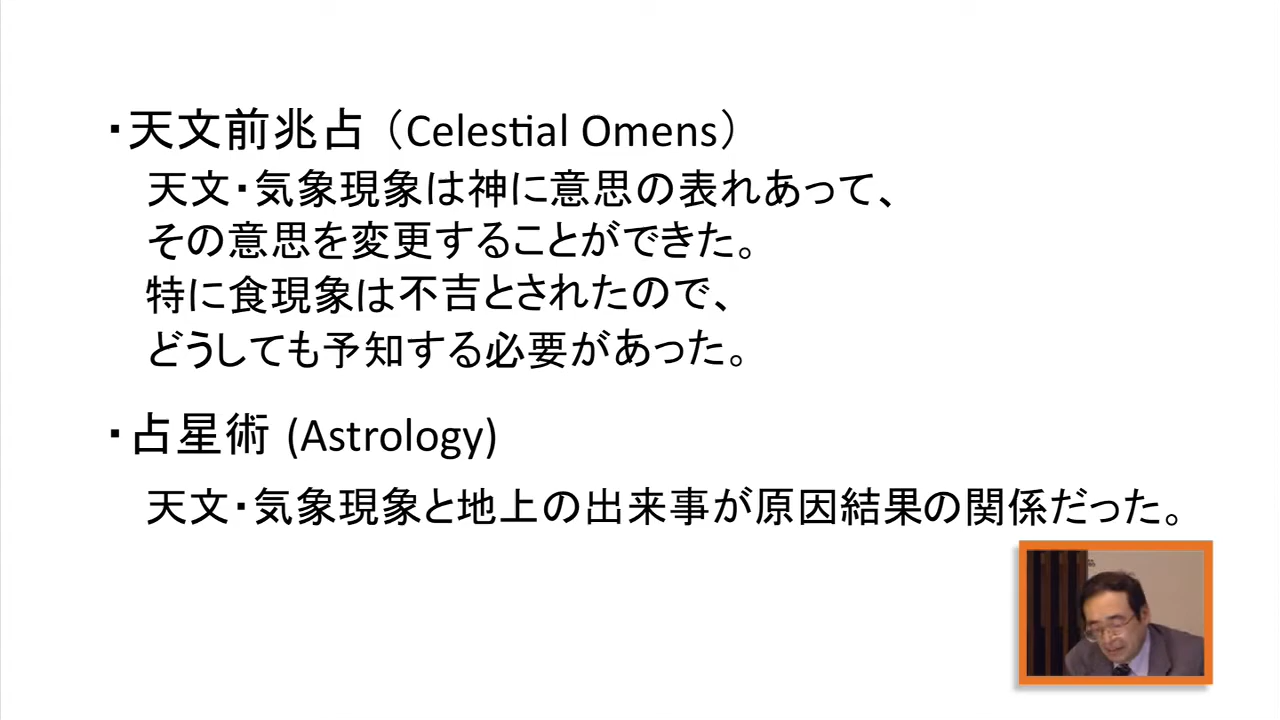 ・天文前兆占（Celestial Omens）
天文・気象現象は神に意思の表れあって、
その意思を変更することができた。
特に食現象は不吉とされたので、
どうしても予知する必要があった。
・占星術 (Astrology)
天文・気象現象と地上の出来事が原因結果の関係だった。